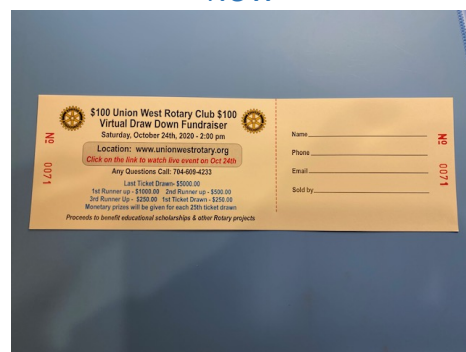 $100 Union West Rotary Club $100
Virtual Draw Down Fundraiser
Saturday, October 24th, 2020 - 2:00 pm
Location: www.unionwestrotary.org
Click on the link to watch live event on Oct 24th
Any Questions Call: 704-609-4233
Last Ticket Drawn- $5000.00
1st Runner up - $1000.00 2nd Runner up - $500.00
3rd Runner Up - $250.00 1st Ticket Drawn - $250.00
Monetary prizes will be given for each 25th ticket drawn
Proceeds to benefit educational scholarships & other Rotary projects
№ 0071
Name
Phone
Email
Sold by
№ 0071